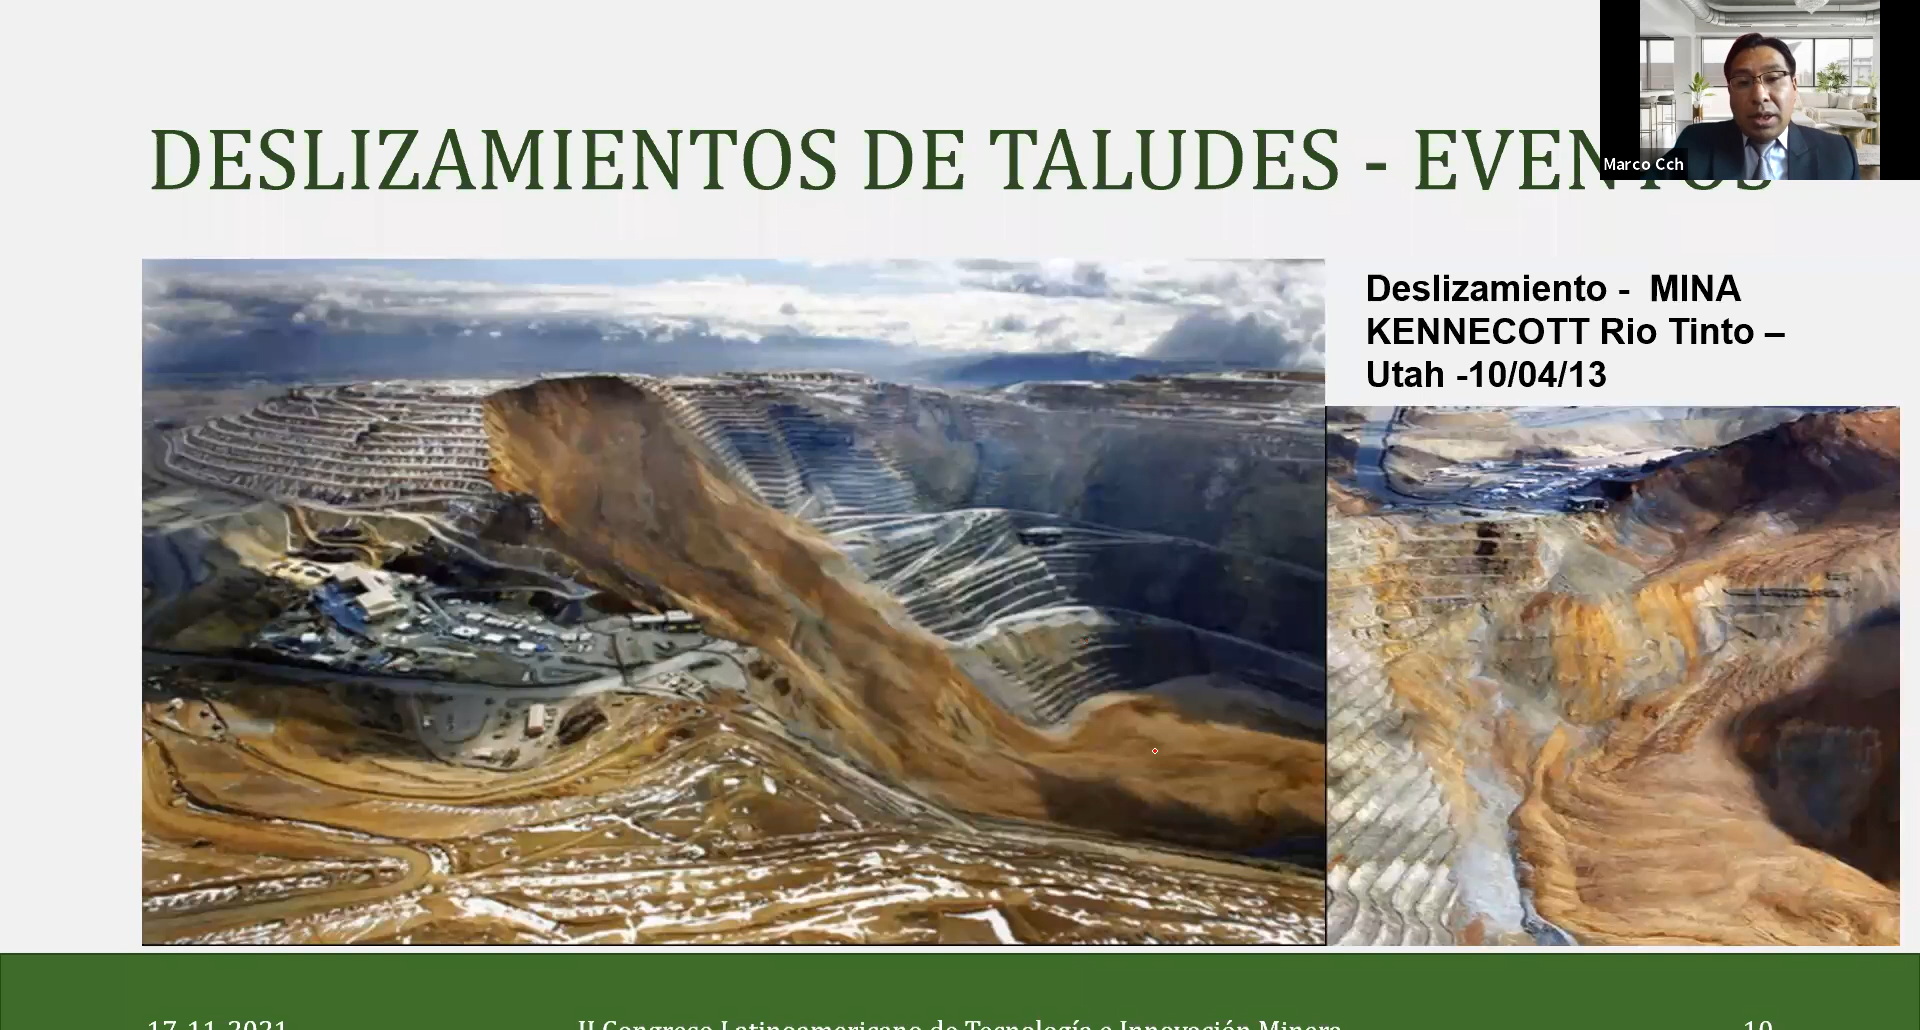 DESLIZAMIENTOS DE TALUDES - EVENTOS
Marco Cch
Deslizamiento - MINA
KENNECOTT Rio Tinto –
Utah -10/04/13
17-11-2021
II Congreso Latinoamericano de Tecnología e Innovación Minera
10